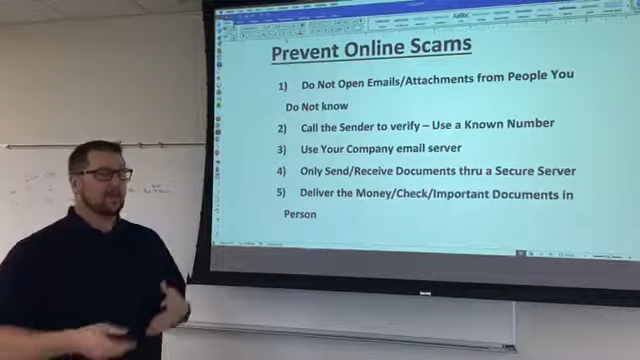 Prevent Online Scams
1) Do Not Open Emails/Attachments from People You
Do Not know
2) Call the Sender to verify – Use a Known Number
3) Use Your Company email server
4) Only Send/Receive Documents thru a Secure Server
5) Deliver the Money/Check/Important Documents in
Person